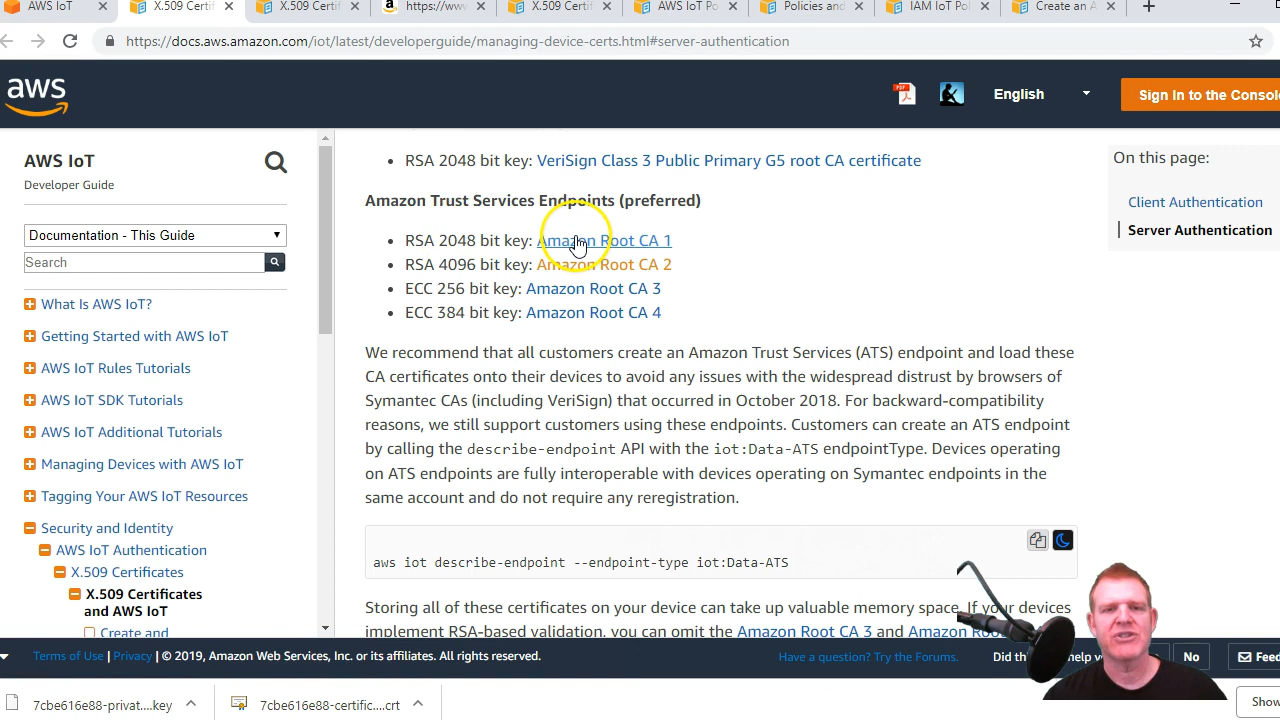 AWS IoT
X.509 Certif
X.509 Certif
https://www
X.509 Certif
AWS IoT Po
Policies and
IAM IoT Pol
Create an A
https://docs.aws.amazon.com/iot/latest/developerguide/managing-device-certs.html#server-authentication
aws
PDF
English
Sign In to the Consol
AWS IoT
Developer Guide
Documentation - This Guide
Search
What Is AWS IoT?
Getting Started with AWS IoT
AWS IoT Rules Tutorials
AWS IoT SDK Tutorials
AWS IoT Additional Tutorials
Managing Devices with AWS IoT
Tagging Your AWS IoT Resources
Security and Identity
AWS IoT Authentication
X.509 Certificates
X.509 Certificates
and AWS IoT
Create and
RSA 2048 bit key: VeriSign Class 3 Public Primary G5 root CA certificate
Amazon Trust Services Endpoints (preferred)
RSA 2048 bit key: Amazon Root CA 1
RSA 4096 bit key: Amazon Root CA 2
ECC 256 bit key: Amazon Root CA 3
ECC 384 bit key: Amazon Root CA 4
We recommend that all customers create an Amazon Trust Services (ATS) endpoint and load these
CA certificates onto their devices to avoid any issues with the widespread distrust by browsers of
Symantec CAs (including VeriSign) that occurred in October 2018. For backward-compatibility
reasons, we still support customers using these endpoints. Customers can create an ATS endpoint
by calling the describe-endpoint API with the iot:Data-ATS endpointType. Devices operating
on ATS endpoints are fully interoperable with devices operating on Symantec endpoints in the
same account and do not require any reregistration.
aws iot describe-endpoint --endpoint-type iot:Data-ATS
Storing all of these certificates on your device can take up valuable memory space. If your devices
implement RSA-based validation, you can omit the Amazon Root CA 3 and Amazon Roo
On this page:
Client Authentication
Server Authentication
Terms of Use | Privacy | © 2019, Amazon Web Services, Inc. or its affiliates. All rights reserved.
Have a question? Try the Forums.
Did th
help y
No
Feed
7cbe616e88-privat....key
7cbe616e88-certific....crt
Show